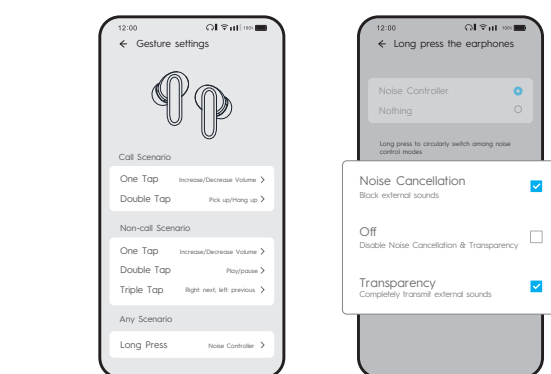 12:00 100%
← Gesture settings
Call Scenario
One Tap Increase/Decrease Volume >
Double Tap Pick up/Hang up >
Non-call Scenario
One Tap Increase/Decrease Volume >
Double Tap Play/pause >
Triple Tap Right next; left previous >
Any Scenario
Long Press Noise Controller >
12:00 100%
← Long press the earphones
Noise Controller
Nothing
Long press to circularly switch among noise
control modes
Noise Cancellation
Block external sounds
Off
Disable Noise Cancellation & Transparency
Transparency
Completely transmit external sounds